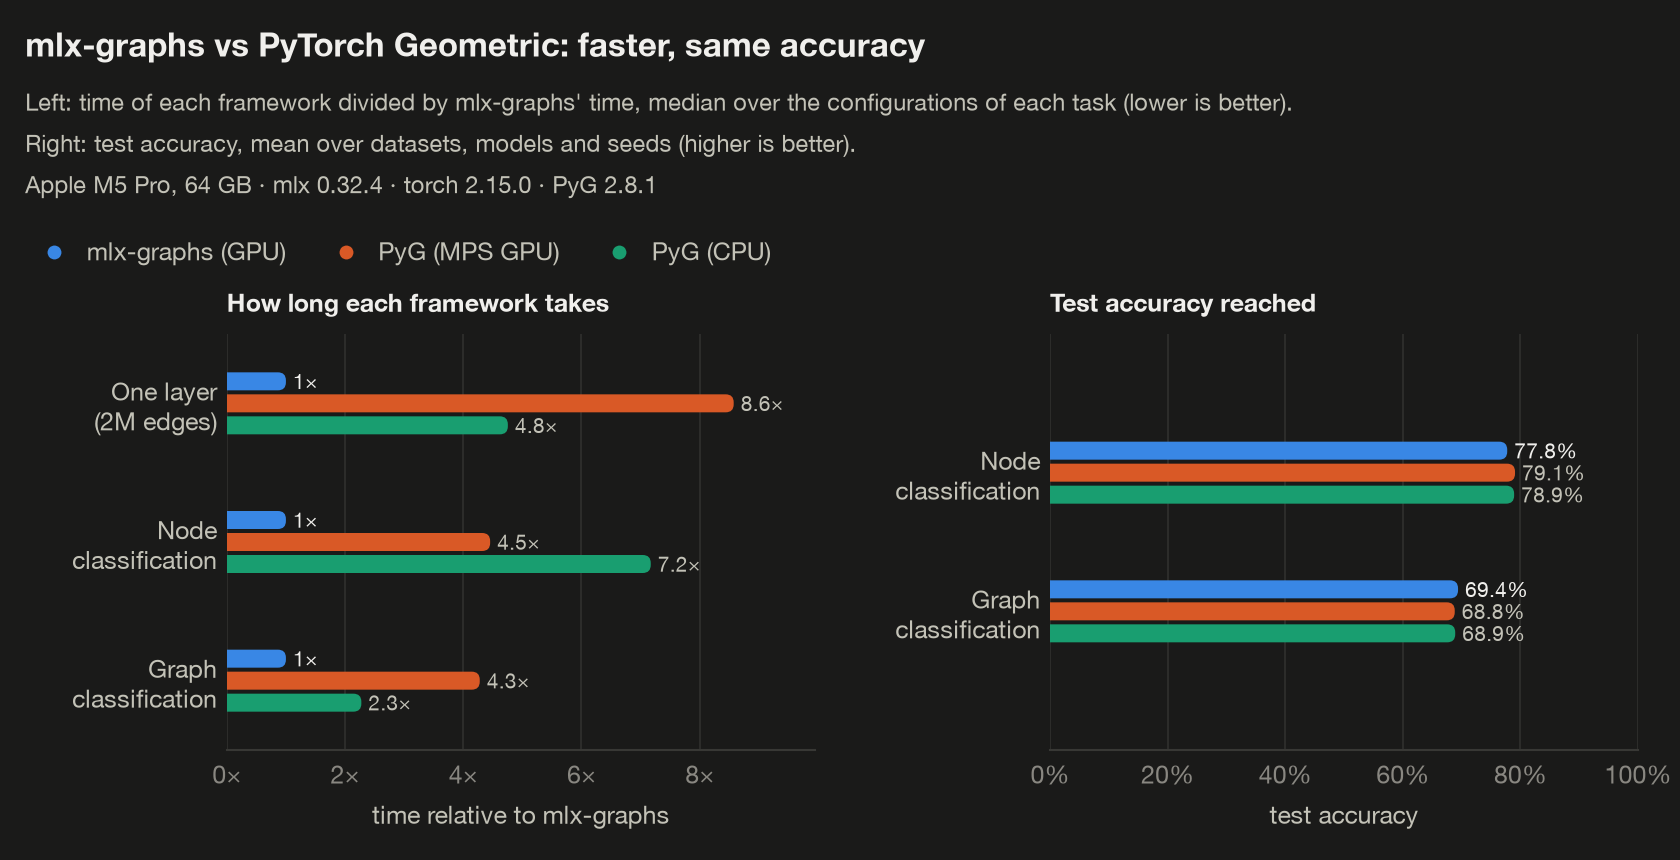 mlx-graphs vs PyTorch Geometric: faster, same accuracy
Left: time of each framework divided by mlx-graphs' time, median over the configurations of each task (lower is better).
Right: test accuracy, mean over datasets, models and seeds (higher is better).
Apple M5 Pro, 64 GB · mlx 0.32.4 · torch 2.15.0 · PyG 2.8.1
mlx-graphs (GPU) PyG (MPS GPU) PyG (CPU)
How long each framework takes
One layer
(2M edges)
1×
8.6×
4.8×
Node
classification
1×
4.5×
7.2×
Graph
classification
1×
4.3×
2.3×
0× 2× 4× 6× 8×
time relative to mlx-graphs
Test accuracy reached
Node
classification
77.8%
79.1%
78.9%
Graph
classification
69.4%
68.8%
68.9%
0% 20% 40% 60% 80% 100%
test accuracy